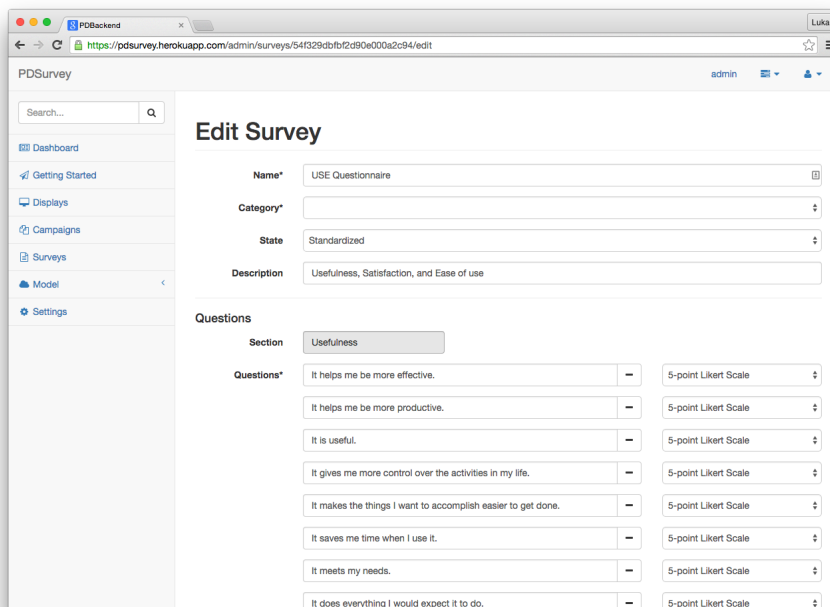 PDBackend
Luka
https://pdsurvey.herokuapp.com/admin/surveys/54f329dbfbf2d90e000a2c94/edit
PDSurvey
admin
Search...
Dashboard
Getting Started
Displays
Campaigns
Surveys
Model
Settings
Edit Survey
Name* USE Questionnaire
Category*
State Standardized
Description Usefulness, Satisfaction, and Ease of use
Questions
Section Usefulness
Questions* It helps me be more effective. 5-point Likert Scale
It helps me be more productive. 5-point Likert Scale
It is useful. 5-point Likert Scale
It gives me more control over the activities in my life. 5-point Likert Scale
It makes the things I want to accomplish easier to get done. 5-point Likert Scale
It saves me time when I use it. 5-point Likert Scale
It meets my needs. 5-point Likert Scale
It does everything I would expect it to do. 5-point Likert Scale